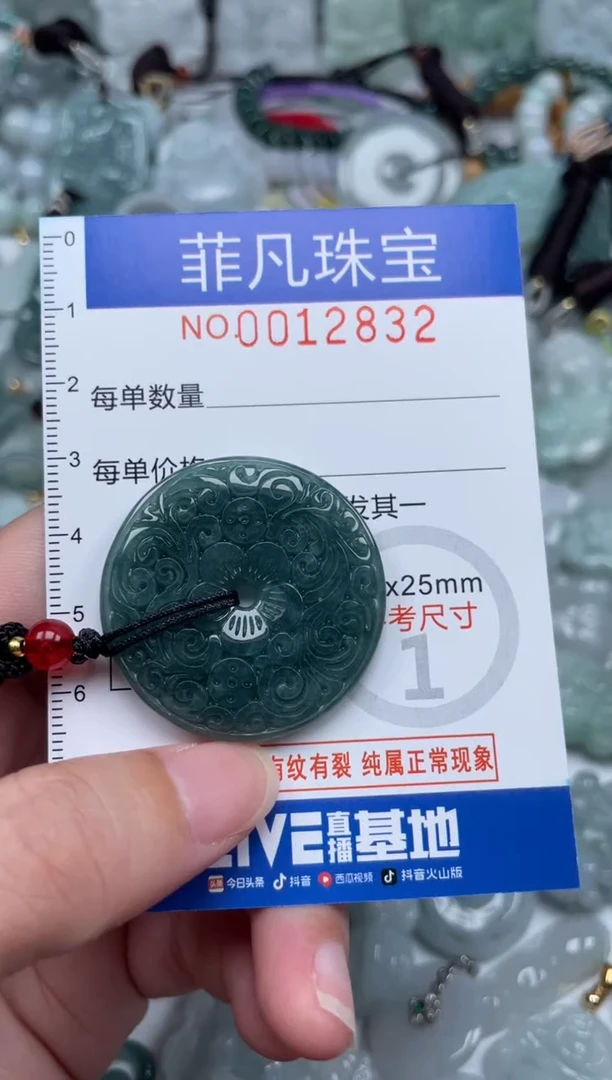 0
菲凡珠宝
1
NO.0012832
2
每单数量
3
每单价格
发其一
4
x25mm
5
考尺寸
1
6
有纹有裂 纯属正常现象
LIVE直播基地
今日头条 抖音 西瓜视频 抖音火山版